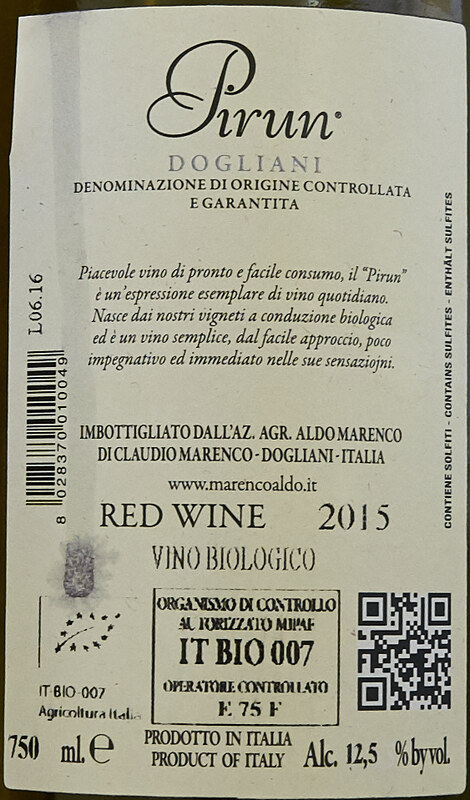 Pirun®
DOGLIANI
DENOMINAZIONE DI ORIGINE CONTROLLATA
E GARANTITA
Piacevole vino di pronto e facile consumo, il "Pirun"
è un'espressione esemplare di vino quotidiano.
Nasce dai nostri vigneti a conduzione biologica
ed è un vino semplice, dal facile approccio, poco
impegnativo ed immediato nelle sue sensaziojni.
L06.16
8 028370 010049
CONTIENE SOLFITI - CONTAINS SULFITES - ENTHÄLT SULFITES
IMBOTTIGLIATO DALL'AZ. AGR. ALDO MARENCO
DI CLAUDIO MARENCO - DOGLIANI - ITALIA
www.marencoaldo.it
RED WINE 2015
VINO BIOLOGICO
ORGANISMO DI CONTROLLO
AUTORIZZATO MIPAF
IT BIO 007
OPERATORE CONTROLLATO
E 75 F
IT-BIO-007
Agricoltura Italia
750 ml. e
PRODOTTO IN ITALIA
PRODUCT OF ITALY
Alc. 12,5 % by vol.